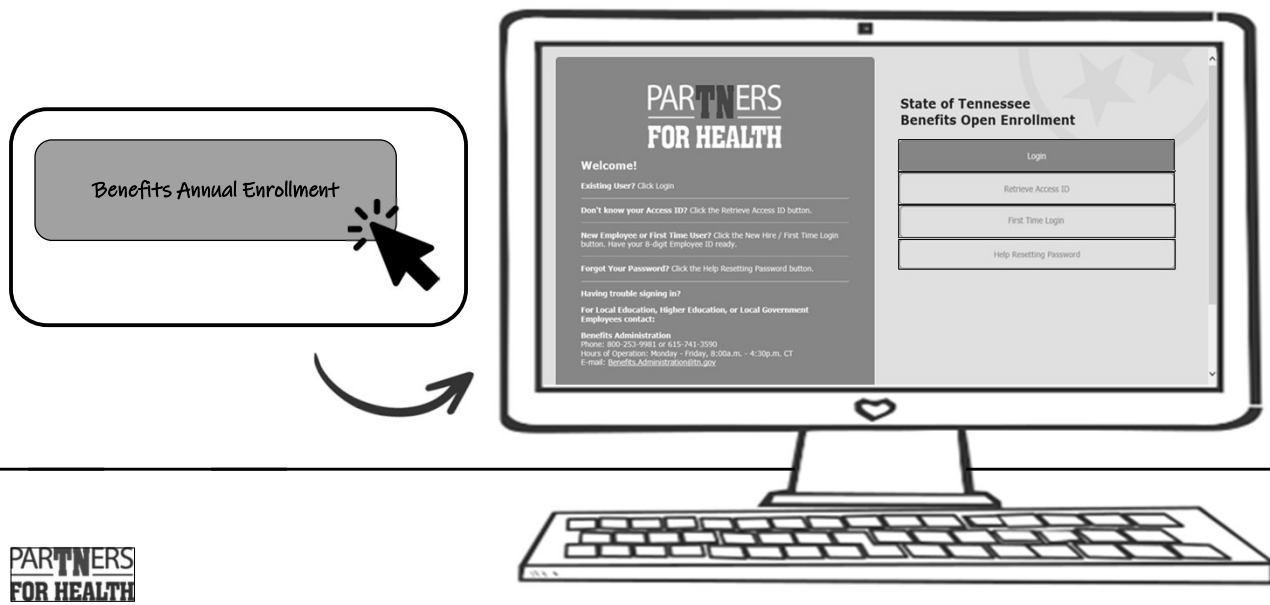 Benefits Annual Enrollment
PARTNERS
FOR HEALTH
Welcome!
Existing User? Click Login
Don't know your Access ID? Click the Retrieve Access ID button.
New Employee or First Time User? Click the New Hire / First Time Login
button. Have your 8-digit Employee ID ready.
Forgot Your Password? Click the Help Resetting Password button.
Having trouble signing in?
For Local Education, Higher Education, or Local Government
Employees contact:
Benefits Administration
Phone: 800-253-9981 or 615-741-3590
Hours of Operation: Monday - Friday, 8:00a.m. - 4:30p.m. CT
E-mail: Benefits.Administration@tn.gov
State of Tennessee
Benefits Open Enrollment
Login
Retrieve Access ID
First Time Login
Help Resetting Password
PARTNERS
FOR HEALTH